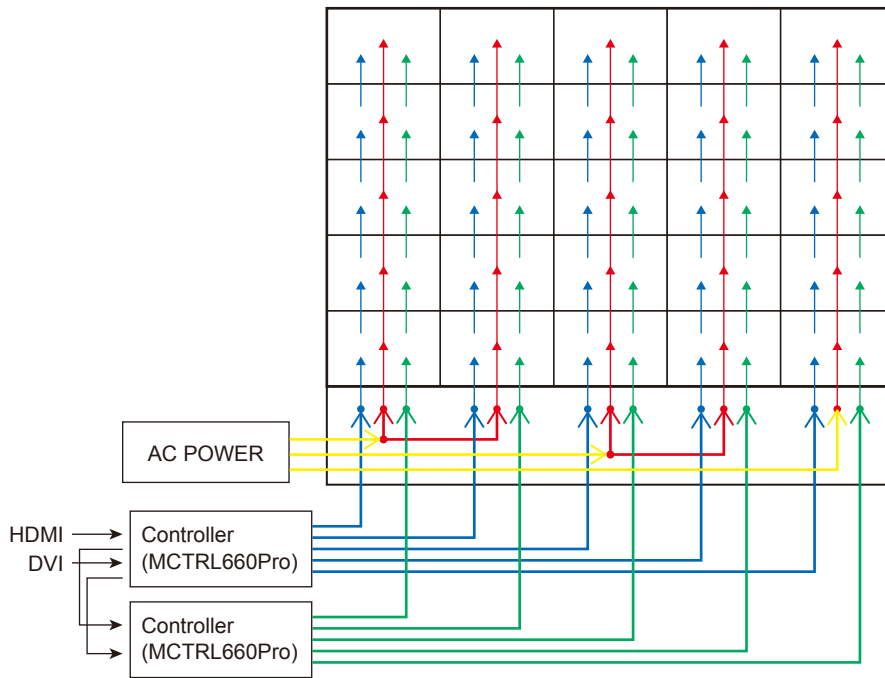 AC POWER
HDMI
DVI
Controller
(MCTRL660Pro)
Controller
(MCTRL660Pro)